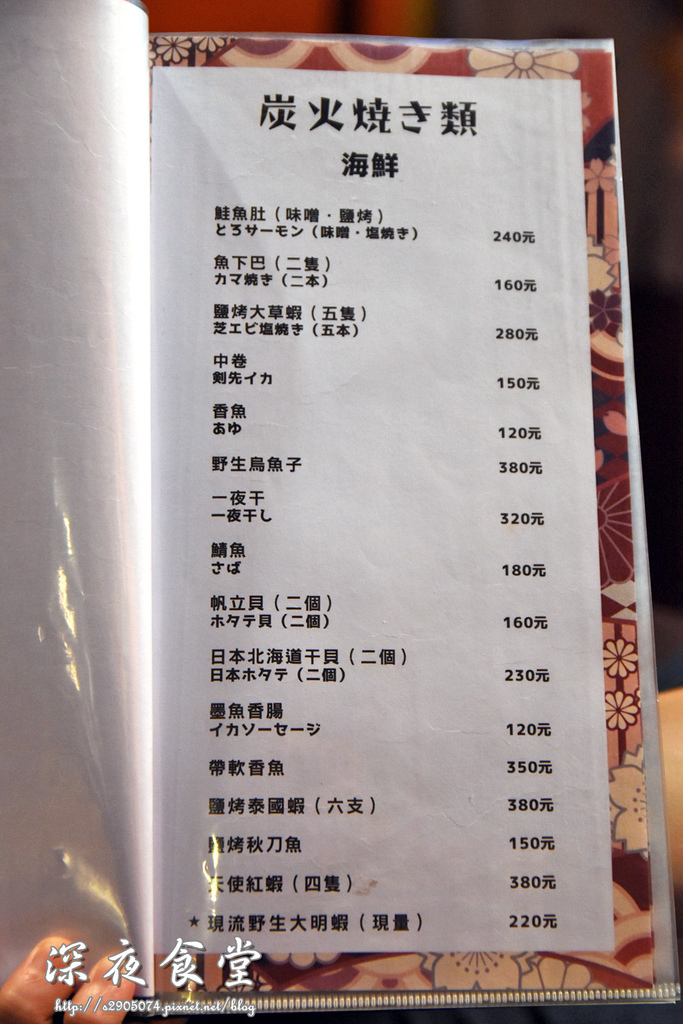 炭火焼き類
海鮮
鮭魚肚（味噌・鹽烤）
とろサーモン（味噌・塩焼き） 240元
魚下巴（二隻）
カマ焼き（二本） 160元
鹽烤大草蝦（五隻）
芝エビ塩焼き（五本） 280元
中卷
剣先イカ 150元
香魚
あゆ 120元
野生烏魚子 380元
一夜干
一夜干し 320元
鯖魚
さば 180元
帆立貝（二個）
ホタテ貝（二個） 160元
日本北海道干貝（二個）
日本ホタテ（二個） 230元
墨魚香腸
イカソーセージ 120元
帶軟香魚 350元
鹽烤泰國蝦（六支） 380元
鹽烤秋刀魚 150元
天使紅蝦（四隻） 380元
★現流野生大明蝦（現量） 220元
深夜食堂
http://s2905074.pixnet.net/blog